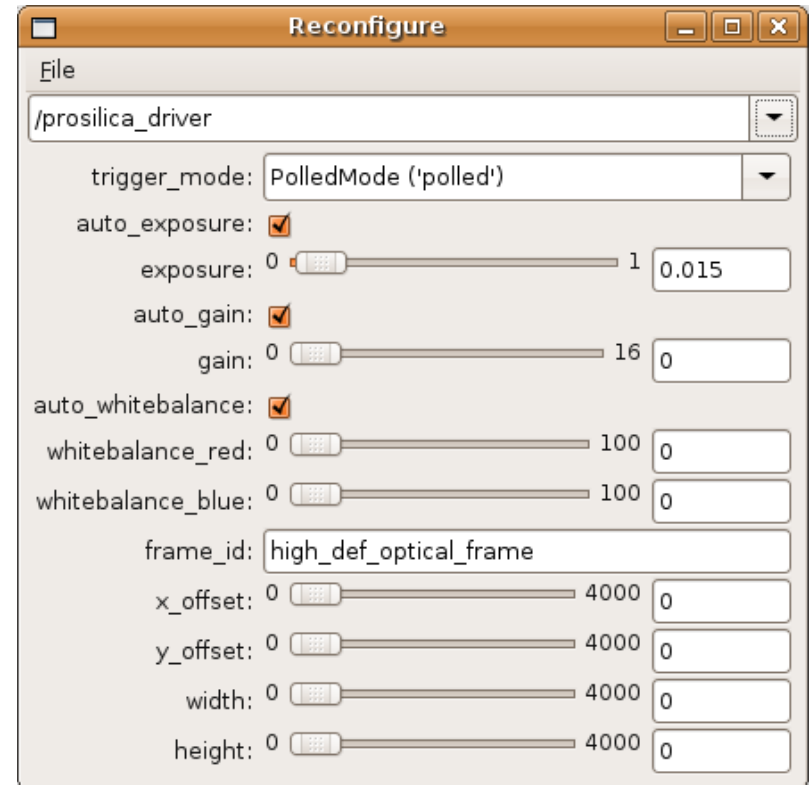 Reconfigure
File
/prosilica_driver
trigger_mode: PolledMode ('polled')
auto_exposure:
exposure: 0 1 0.015
auto_gain:
gain: 0 16 0
auto_whitebalance:
whitebalance_red: 0 100 0
whitebalance_blue: 0 100 0
frame_id: high_def_optical_frame
x_offset: 0 4000 0
y_offset: 0 4000 0
width: 0 4000 0
height: 0 4000 0